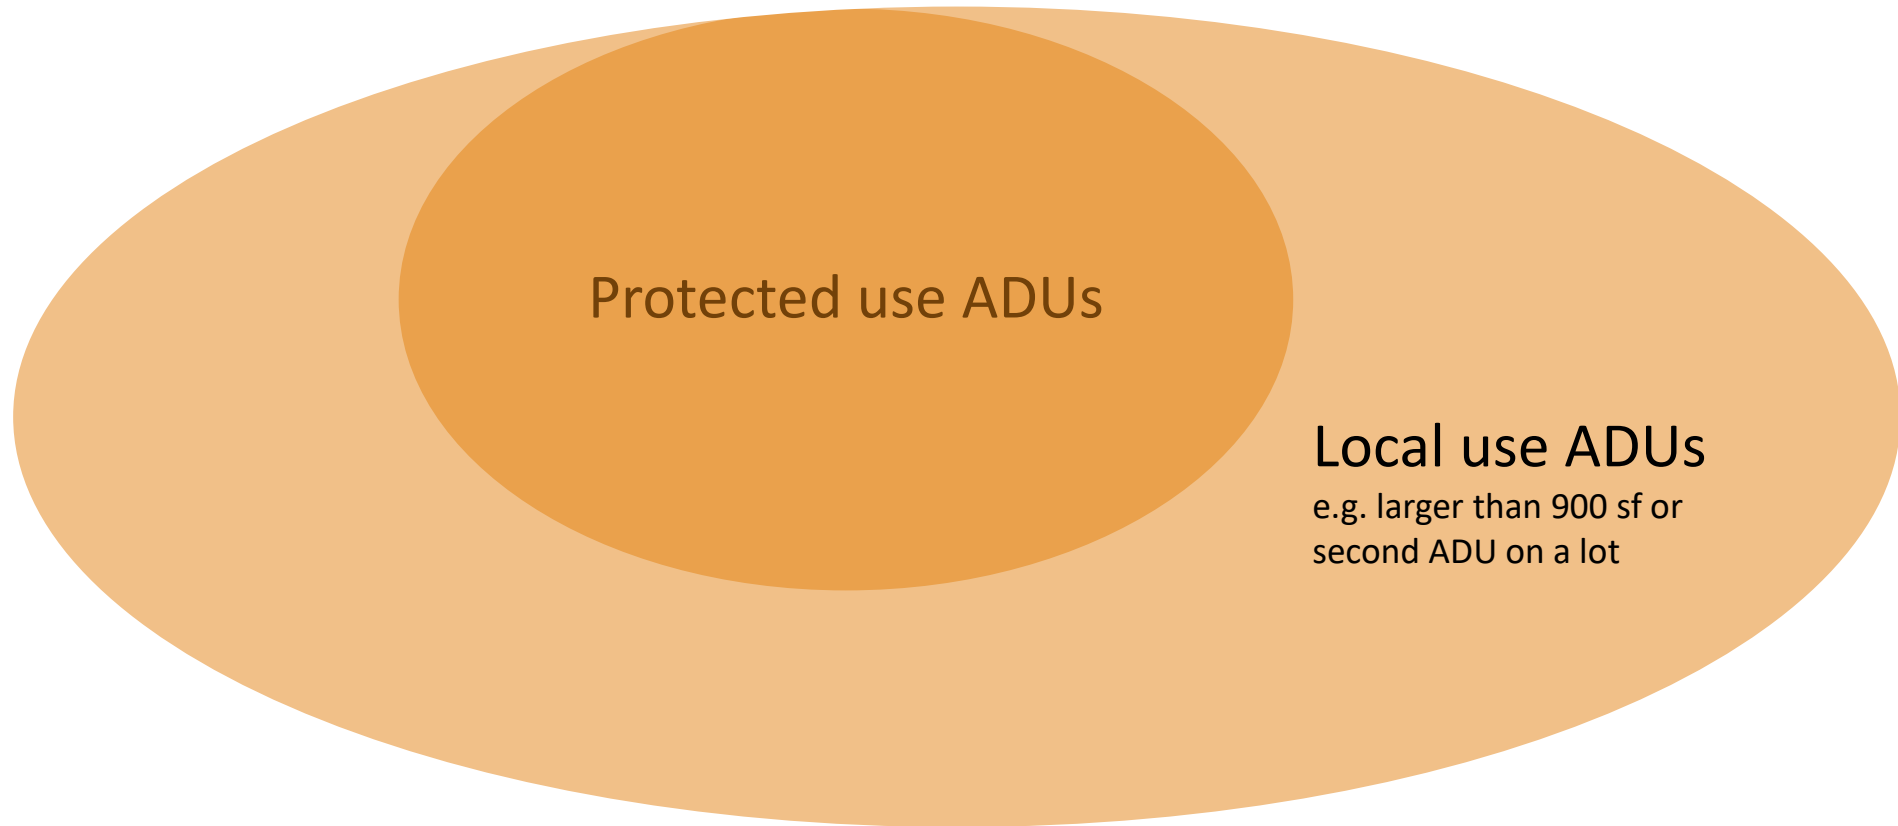 Protected use ADUs
Local use ADUs
e.g. larger than 900 sf or
second ADU on a lot